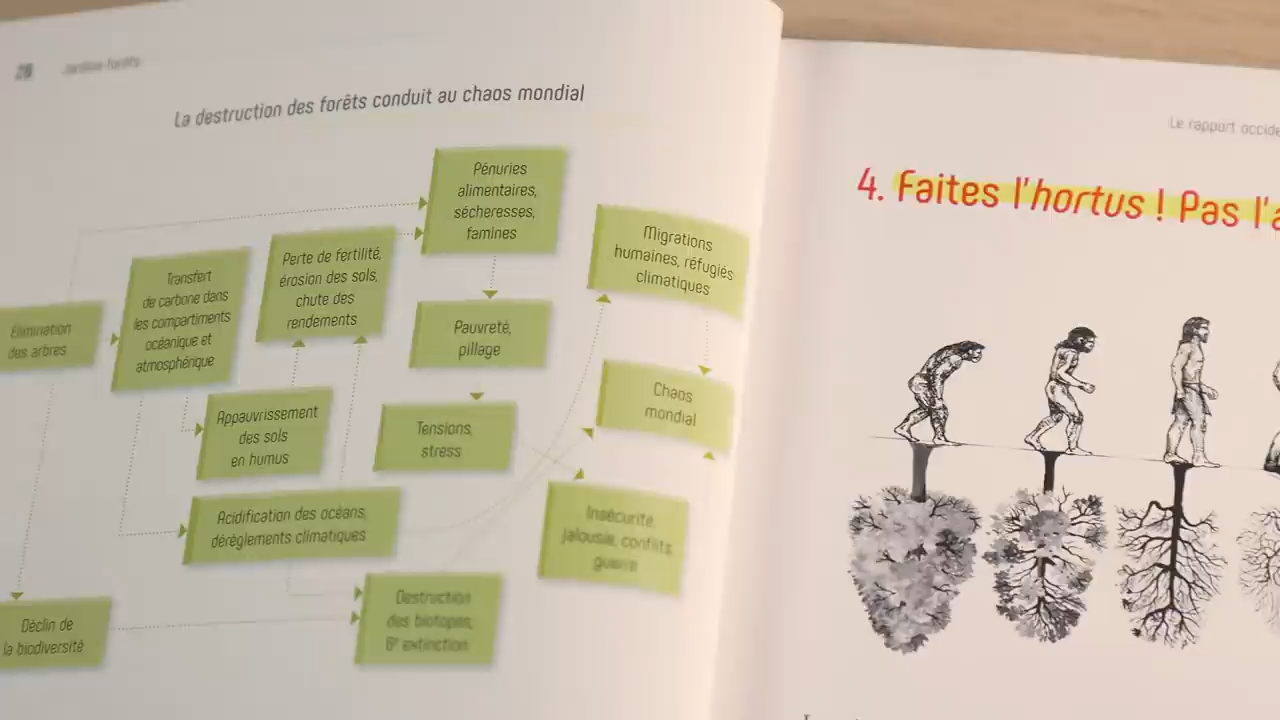 28 Jardins-forêts
La destruction des forêts conduit au chaos mondial
Pénuries
alimentaires,
sécheresses,
famines
Migrations
humaines, réfugiés
climatiques
Perte de fertilité,
érosion des sols,
chute des
rendements
Transfert
de carbone dans
les compartiments
océanique et
atmosphérique
Élimination
des arbres
Pauvreté,
pillage
Chaos
mondial
Appauvrissement
des sols
en humus
Tensions,
stress
Acidification des océans,
dérèglements climatiques
Insécurité,
jalousie, conflits,
guerre
Destruction
des biotopes,
6e extinction
Déclin de
la biodiversité
Le rapport
4. Faites l'hortus ! Pas